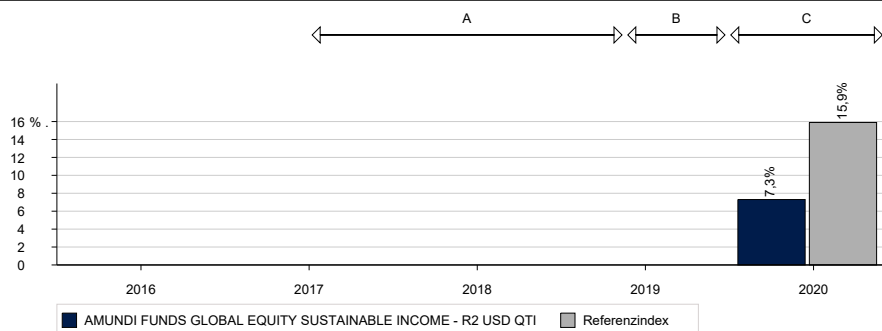 A B C
16 % .
14
12
10
8
6
4
2
0
7,3%
15,9%
2016 2017 2018 2019 2020
AMUNDI FUNDS GLOBAL EQUITY SUSTAINABLE INCOME - R2 USD QTI Referenzindex